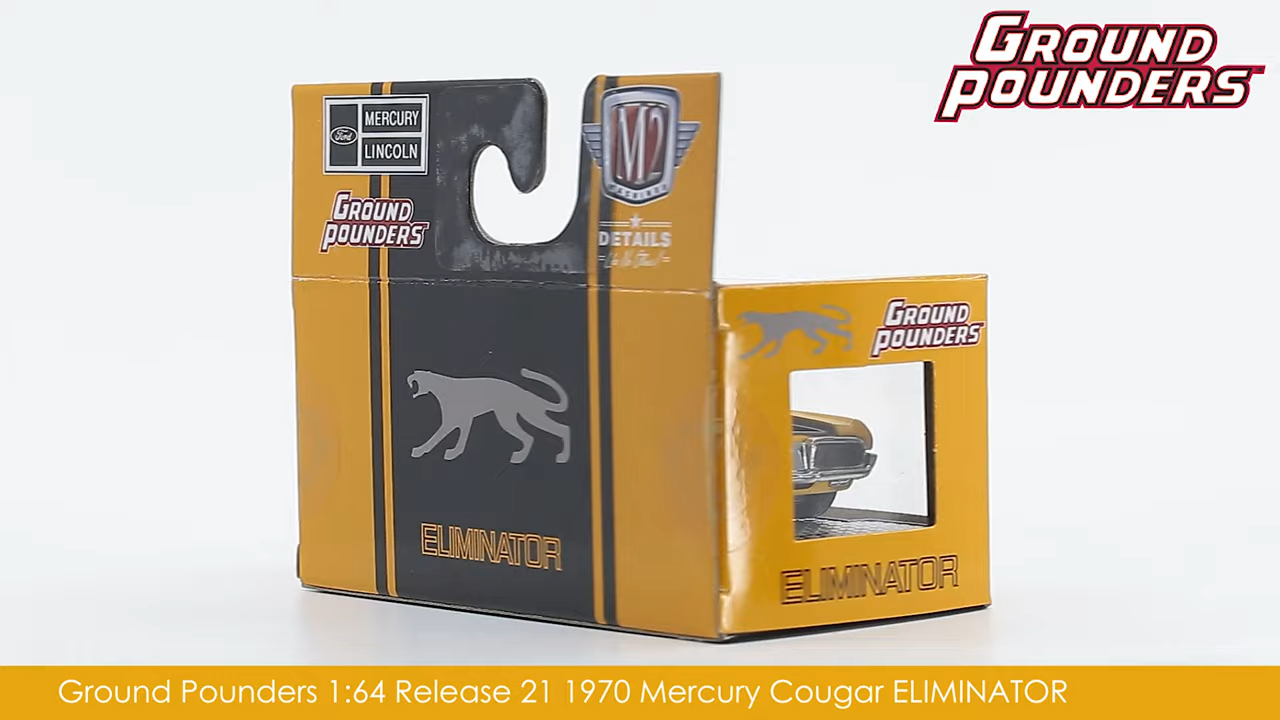 GROUND
POUNDERS
Ford
MERCURY
LINCOLN
GROUND
POUNDERS
M2
MACHINES
DETAILS
GROUND
POUNDERS
ELIMINATOR
ELIMINATOR
Ground Pounders 1:64 Release 21 1970 Mercury Cougar ELIMINATOR